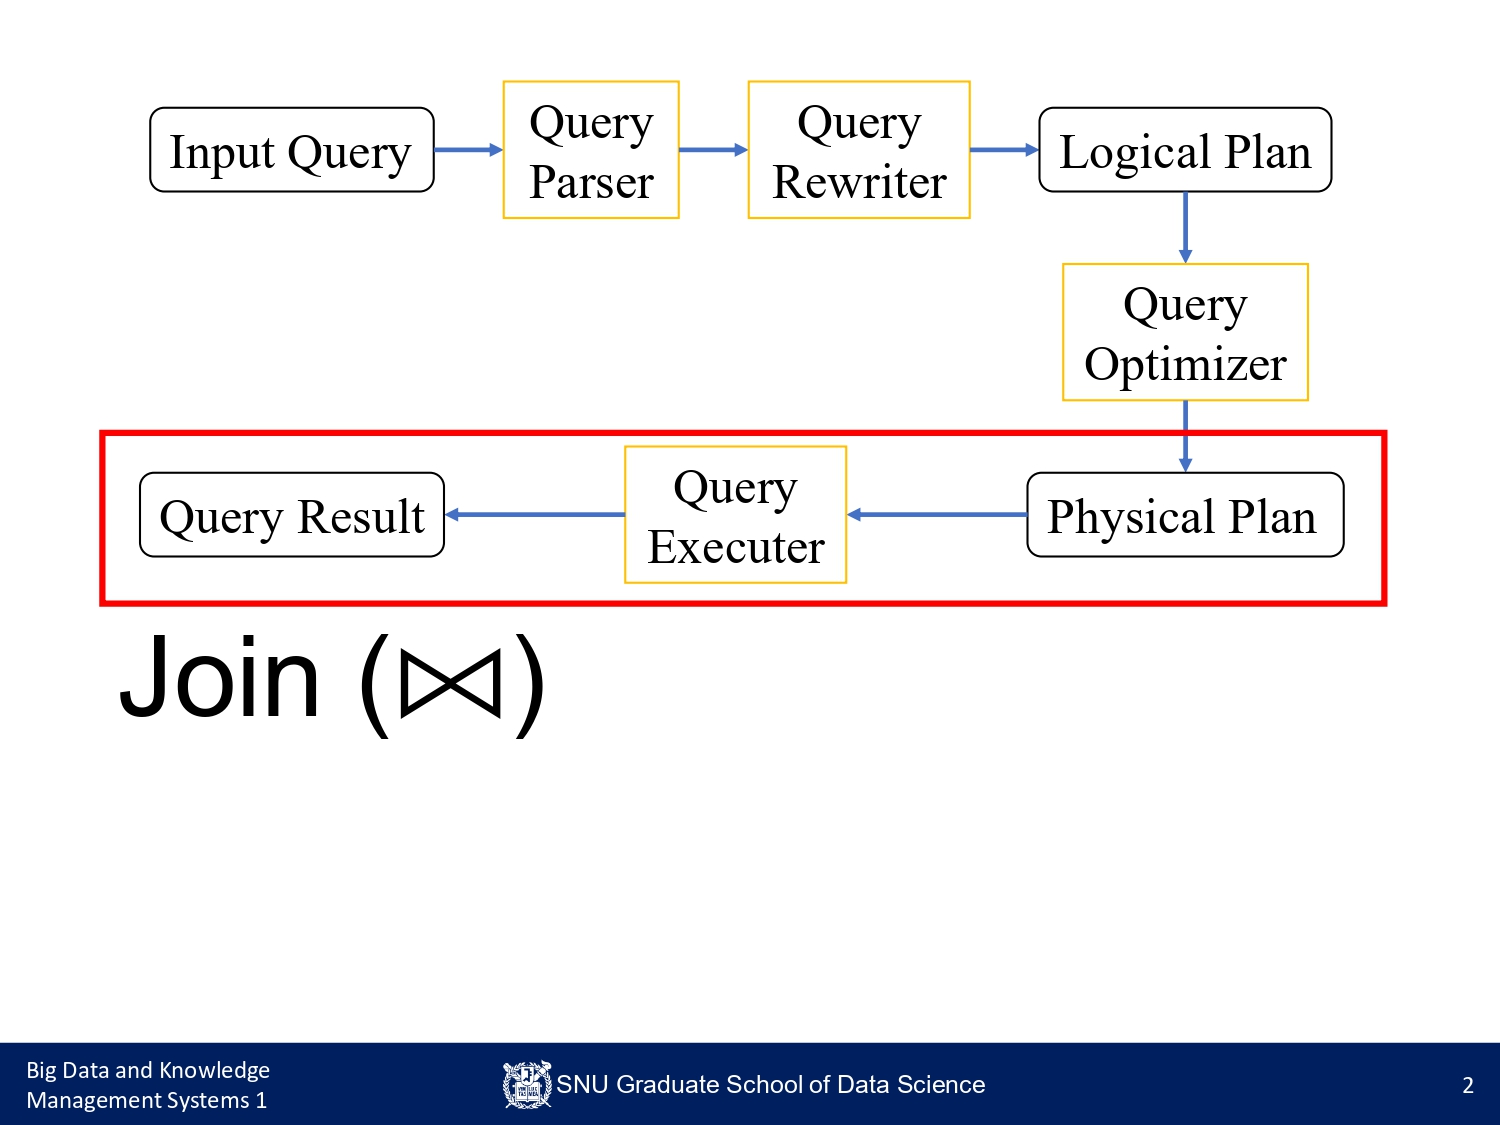 Input Query
Query
Parser
Query
Rewriter
Logical Plan
Query
Optimizer
Physical Plan
Query
Executer
Query Result
Join (⋈)
Big Data and Knowledge
Management Systems 1
SNU Graduate School of Data Science
2